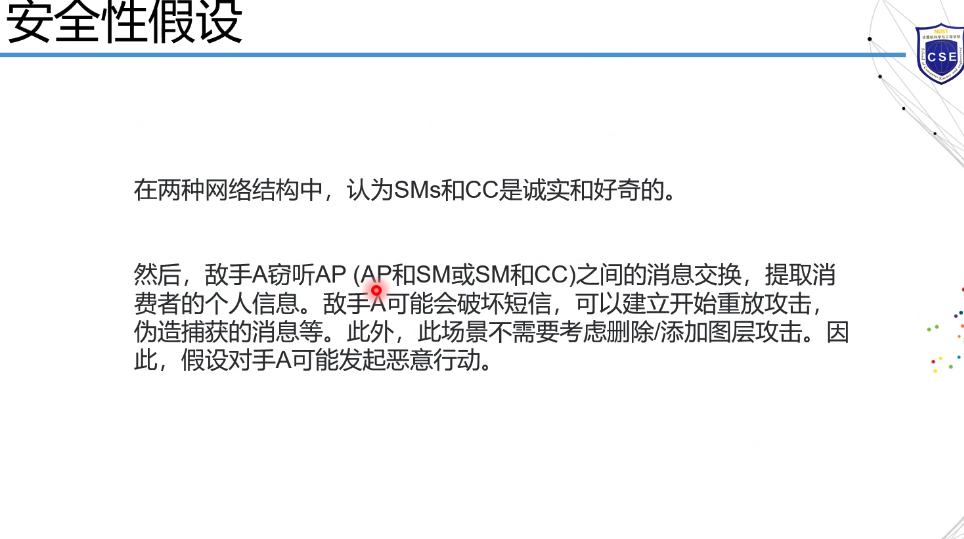 安全性假设
CSE
在两种网络结构中，认为SMs和CC是诚实和好奇的。
然后，敌手A窃听AP (AP和SM或SM和CC)之间的消息交换，提取消
费者的个人信息。敌手A可能会破坏短信，可以建立开始重放攻击，
伪造捕获的消息等。此外，此场景不需要考虑删除/添加图层攻击。因
此，假设对手A可能发起恶意行动。